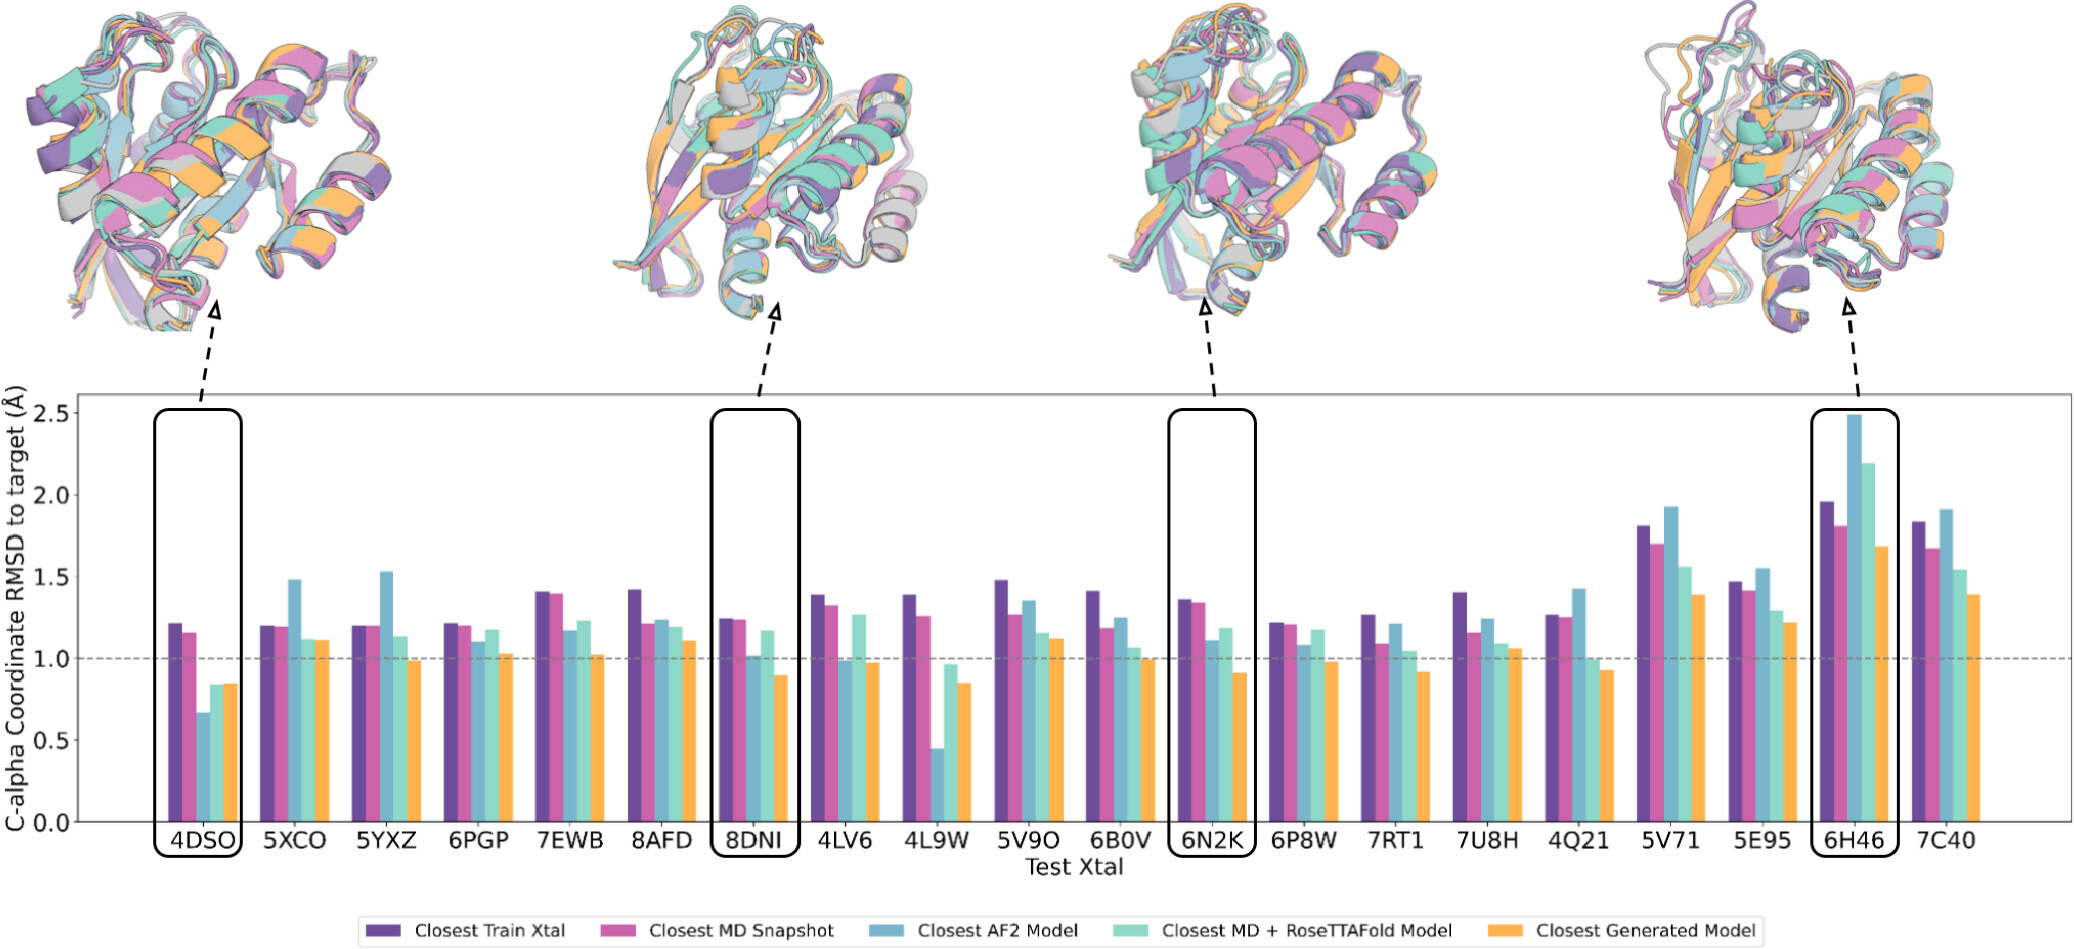 C-alpha Coordinate RMSD to target (Å)
2.5
2.0
1.5
1.0
0.5
0.0
4DSO 5XCO 5YXZ 6PGP 7EWB 8AFD 8DNI 4LV6 4L9W 5V9O 6B0V 6N2K 6P8W 7RT1 7U8H 4Q21 5V71 5E95 6H46 7C40
Test Xtal
Closest Train Xtal Closest MD Snapshot Closest AF2 Model Closest MD + RoseTTAFold Model Closest Generated Model